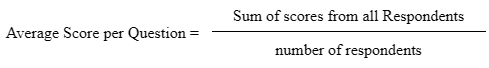 Sum of scores from all Respondents
Average Score per Question =
number of respondents